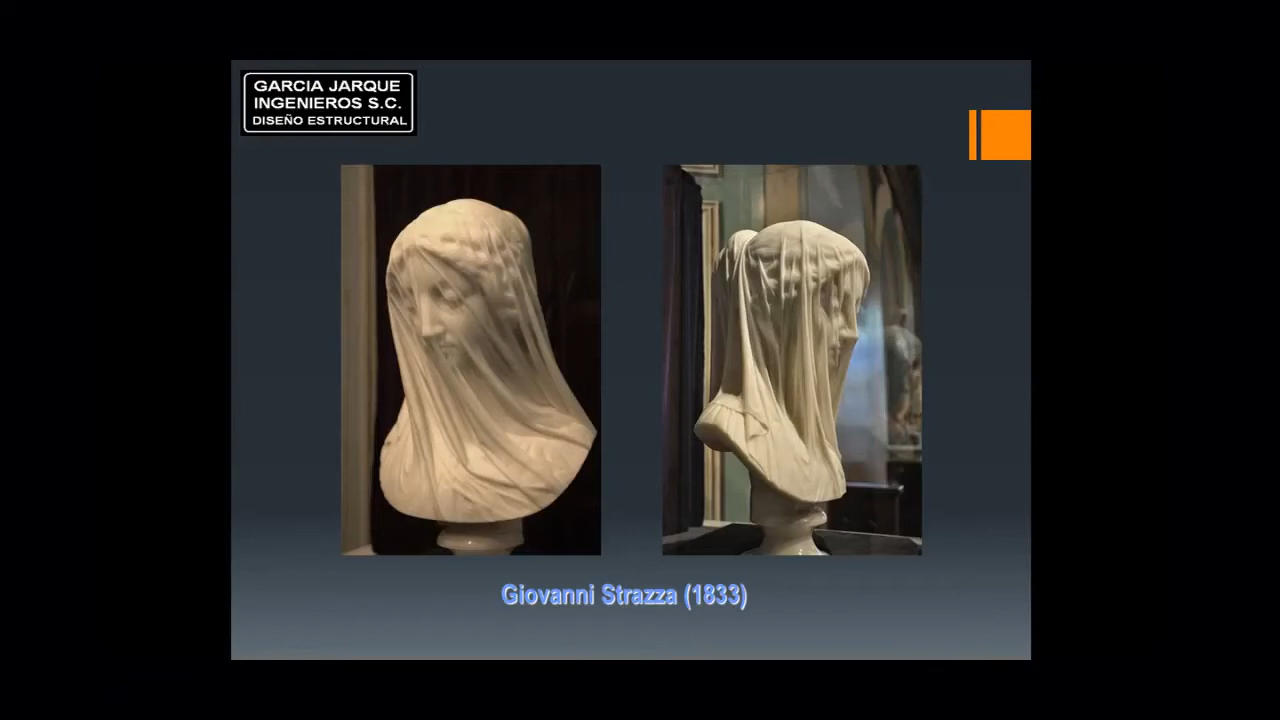 GARCIA JARQUE
INGENIEROS S.C.
DISEÑO ESTRUCTURAL
Giovanni Strazza (1833)